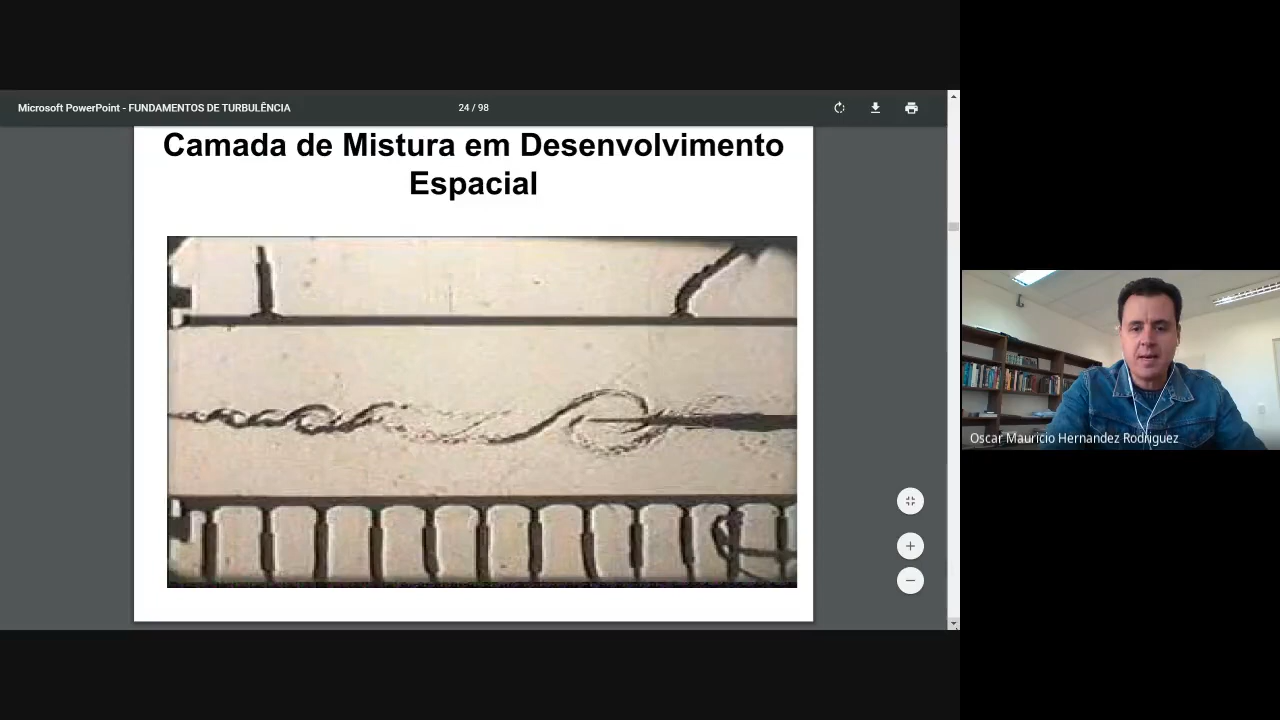 Microsoft PowerPoint - FUNDAMENTOS DE TURBULÊNCIA
24 / 98
Camada de Mistura em Desenvolvimento
Espacial
Oscar Mauricio Hernandez Rodriguez